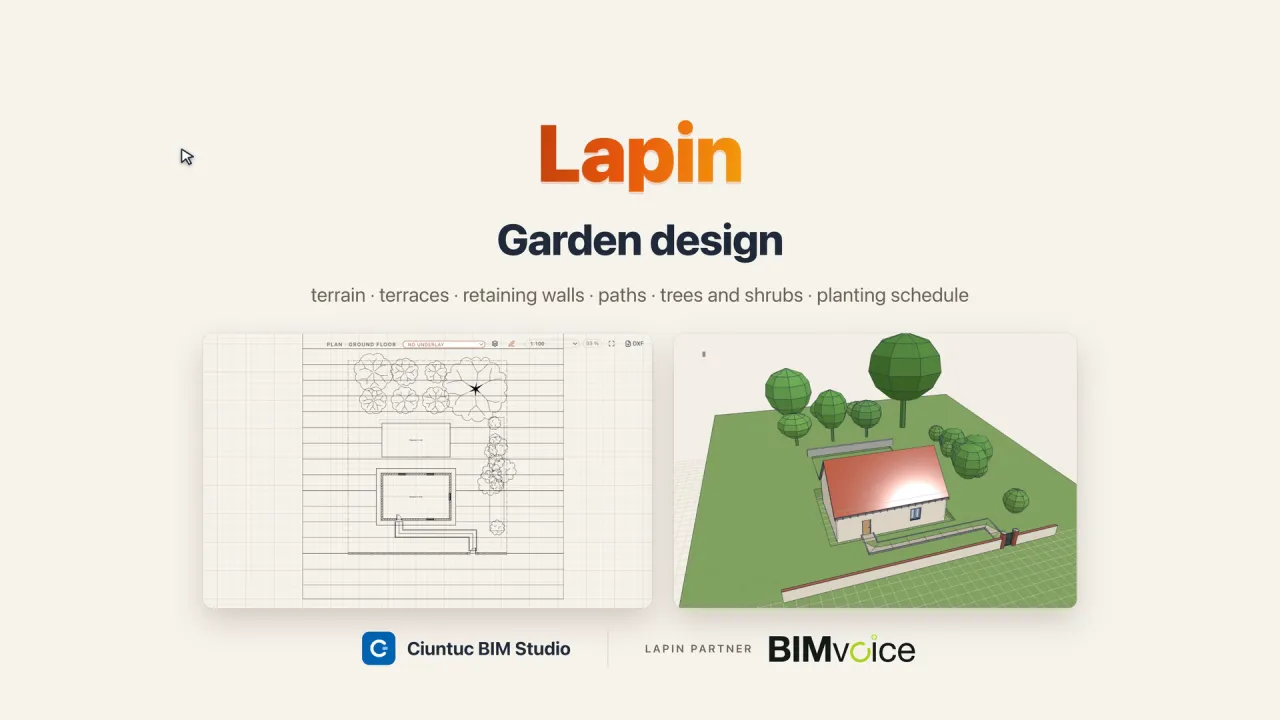 Lapin
Garden design
terrain · terraces · retaining walls · paths · trees and shrubs · planting schedule
PLAN · GROUND FLOOR
NO UNDERLAY
1:100
DXF
Ciuntuc BIM Studio
LAPIN PARTNER
BIMvoice